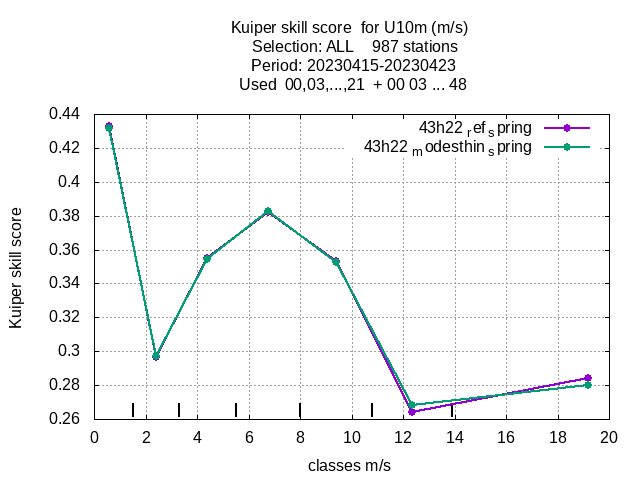 Kuiper skill score  for U10m (m/s)
Selection: ALL    987 stations
Period: 20230415-20230423
Used  00,03,...,21  + 00 03 ... 48
43h22 ref spring
43h22 modesthin spring
0.44
0.42
0.4
0.38
0.36
0.34
0.32
0.3
0.28
0.26
Kuiper skill score
0 2 4 6 8 10 12 14 16 18 20
classes m/s